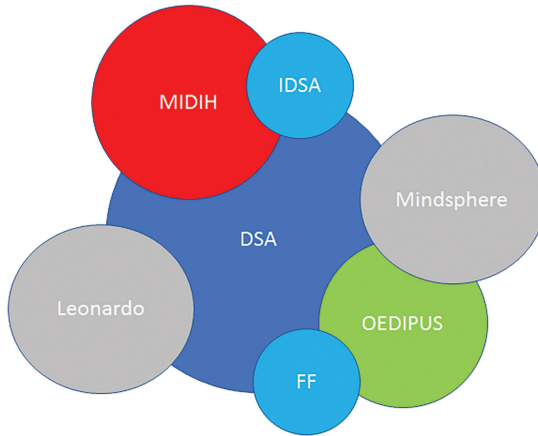 IDSA
MIDIH
Mindsphere
DSA
Leonardo
OEDIPUS
FF